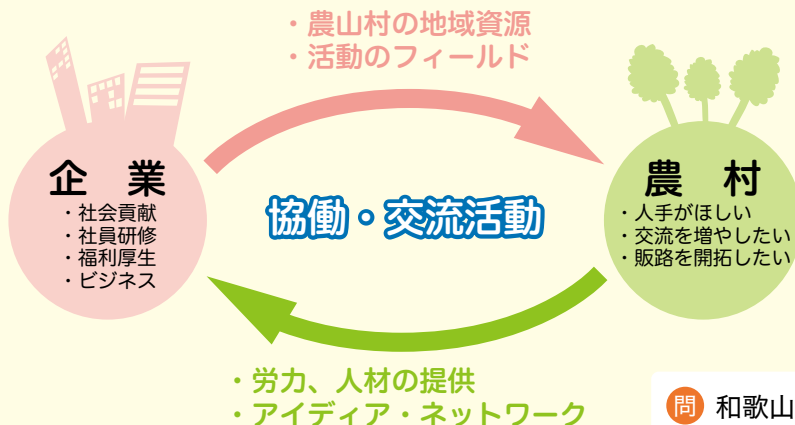 ・農山村の地域資源
・活動のフィールド
企　業
・社会貢献
・社員研修
・福利厚生
・ビジネス
協働・交流活動
農　村
・人手がほしい
・交流を増やしたい
・販路を開拓したい
・労力、人材の提供
・アイディア・ネットワーク
問 和歌山